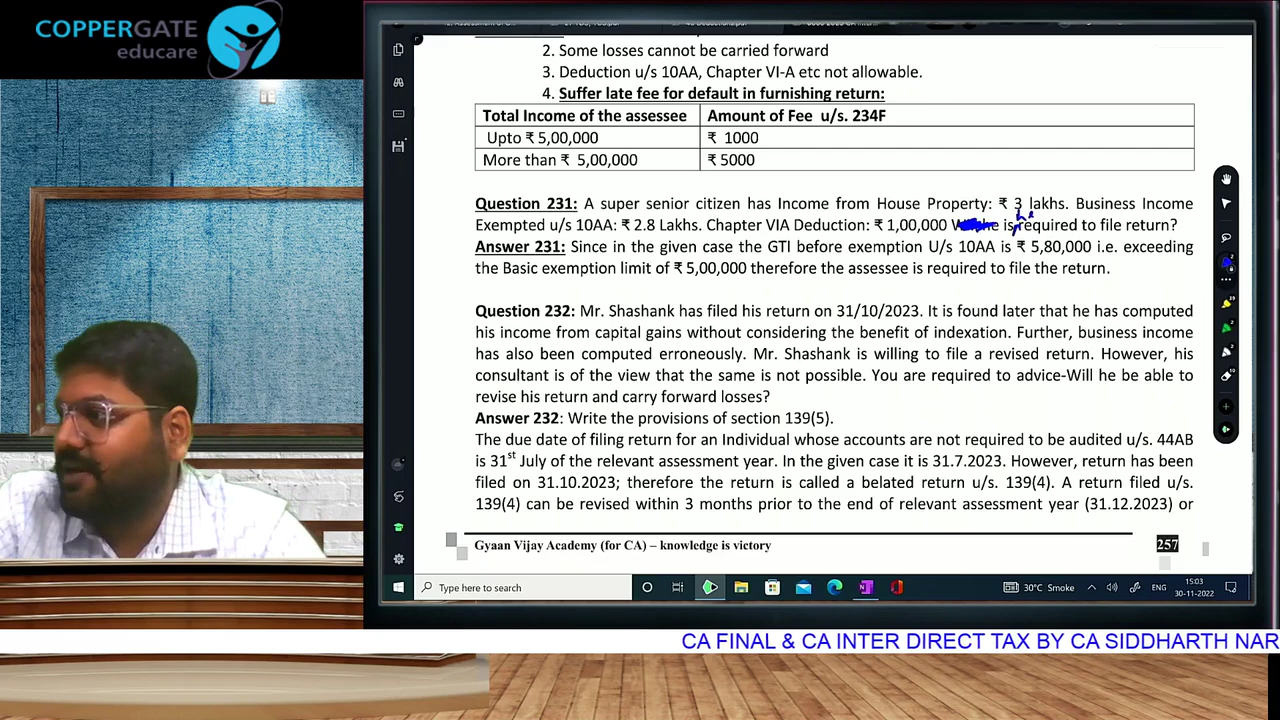 COPPERGATE
educare
2. Some losses cannot be carried forward
3. Deduction u/s 10AA, Chapter VI-A etc not allowable.
4. Suffer late fee for default in furnishing return:
Total Income of the assessee Amount of Fee u/s. 234F
Upto ₹ 5,00,000 ₹ 1000
More than ₹ 5,00,000 ₹ 5000
Question 231: A super senior citizen has Income from House Property: ₹ 3 lakhs. Business Income
he
Exempted u/s 10AA: ₹ 2.8 Lakhs. Chapter VIA Deduction: ₹ 1,00,000 is required to file return?
Answer 231: Since in the given case the GTI before exemption U/s 10AA is ₹ 5,80,000 i.e. exceeding
the Basic exemption limit of ₹ 5,00,000 therefore the assessee is required to file the return.
Question 232: Mr. Shashank has filed his return on 31/10/2023. It is found later that he has computed
his income from capital gains without considering the benefit of indexation. Further, business income
has also been computed erroneously. Mr. Shashank is willing to file a revised return. However, his
consultant is of the view that the same is not possible. You are required to advice-Will he be able to
revise his return and carry forward losses?
Answer 232: Write the provisions of section 139(5).
The due date of filing return for an Individual whose accounts are not required to be audited u/s. 44AB
is 31st July of the relevant assessment year. In the given case it is 31.7.2023. However, return has been
filed on 31.10.2023; therefore the return is called a belated return u/s. 139(4). A return filed u/s.
139(4) can be revised within 3 months prior to the end of relevant assessment year (31.12.2023) or
Gyaan Vijay Academy (for CA) – knowledge is victory 257
Type here to search
30°C Smoke
ENG
15:03
30-11-2022
CA FINAL & CA INTER DIRECT TAX BY CA SIDDHARTH NAR